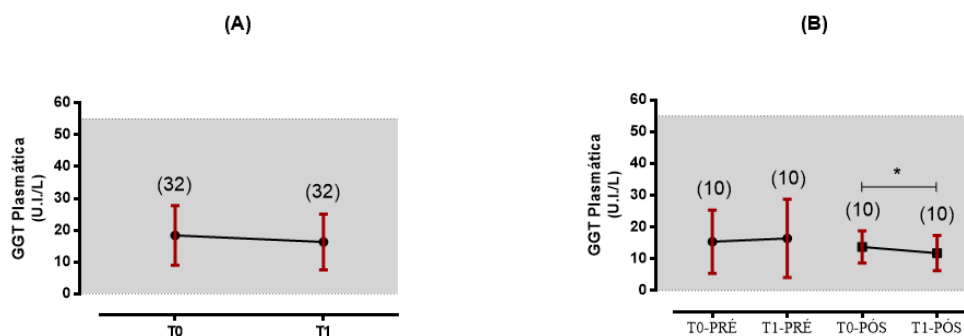 (A)
GGT Plasmática
(U.I./L)
60
50
40
30
20
10
0
(32)
(32)
T0
T1
(B)
GGT Plasmática
(U.I./L)
60
50
40
30
20
10
0
(10)
(10)
(10)
(10)
*
T0-PRÉ
T1-PRÉ
T0-PÓS
T1-PÓS